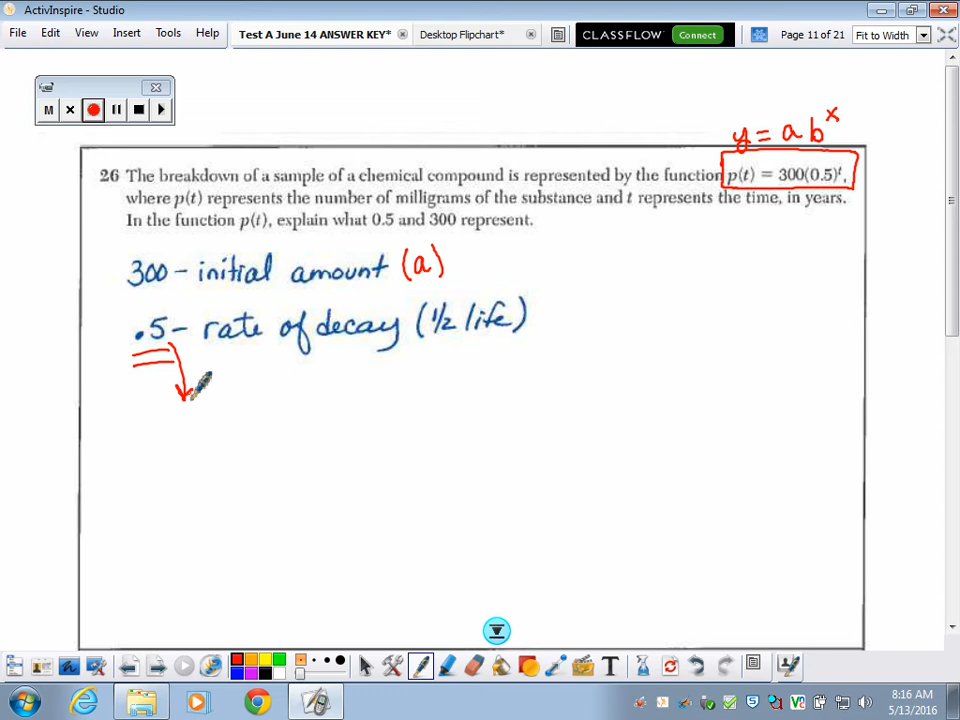 ActivInspire - Studio
File Edit View Insert Tools Help Test A June 14 ANSWER KEY* Desktop Flipchart* CLASSFLOW Connect Page 11 of 21 Fit to Width
M
y = ab^x
26 The breakdown of a sample of a chemical compound is represented by the function p(t) = 300(0.5)^t,
where p(t) represents the number of milligrams of the substance and t represents the time, in years.
In the function p(t), explain what 0.5 and 300 represent.
300 - initial amount (a)
.5 - rate of decay (1/2 life)
T
8:16 AM
5/13/2016